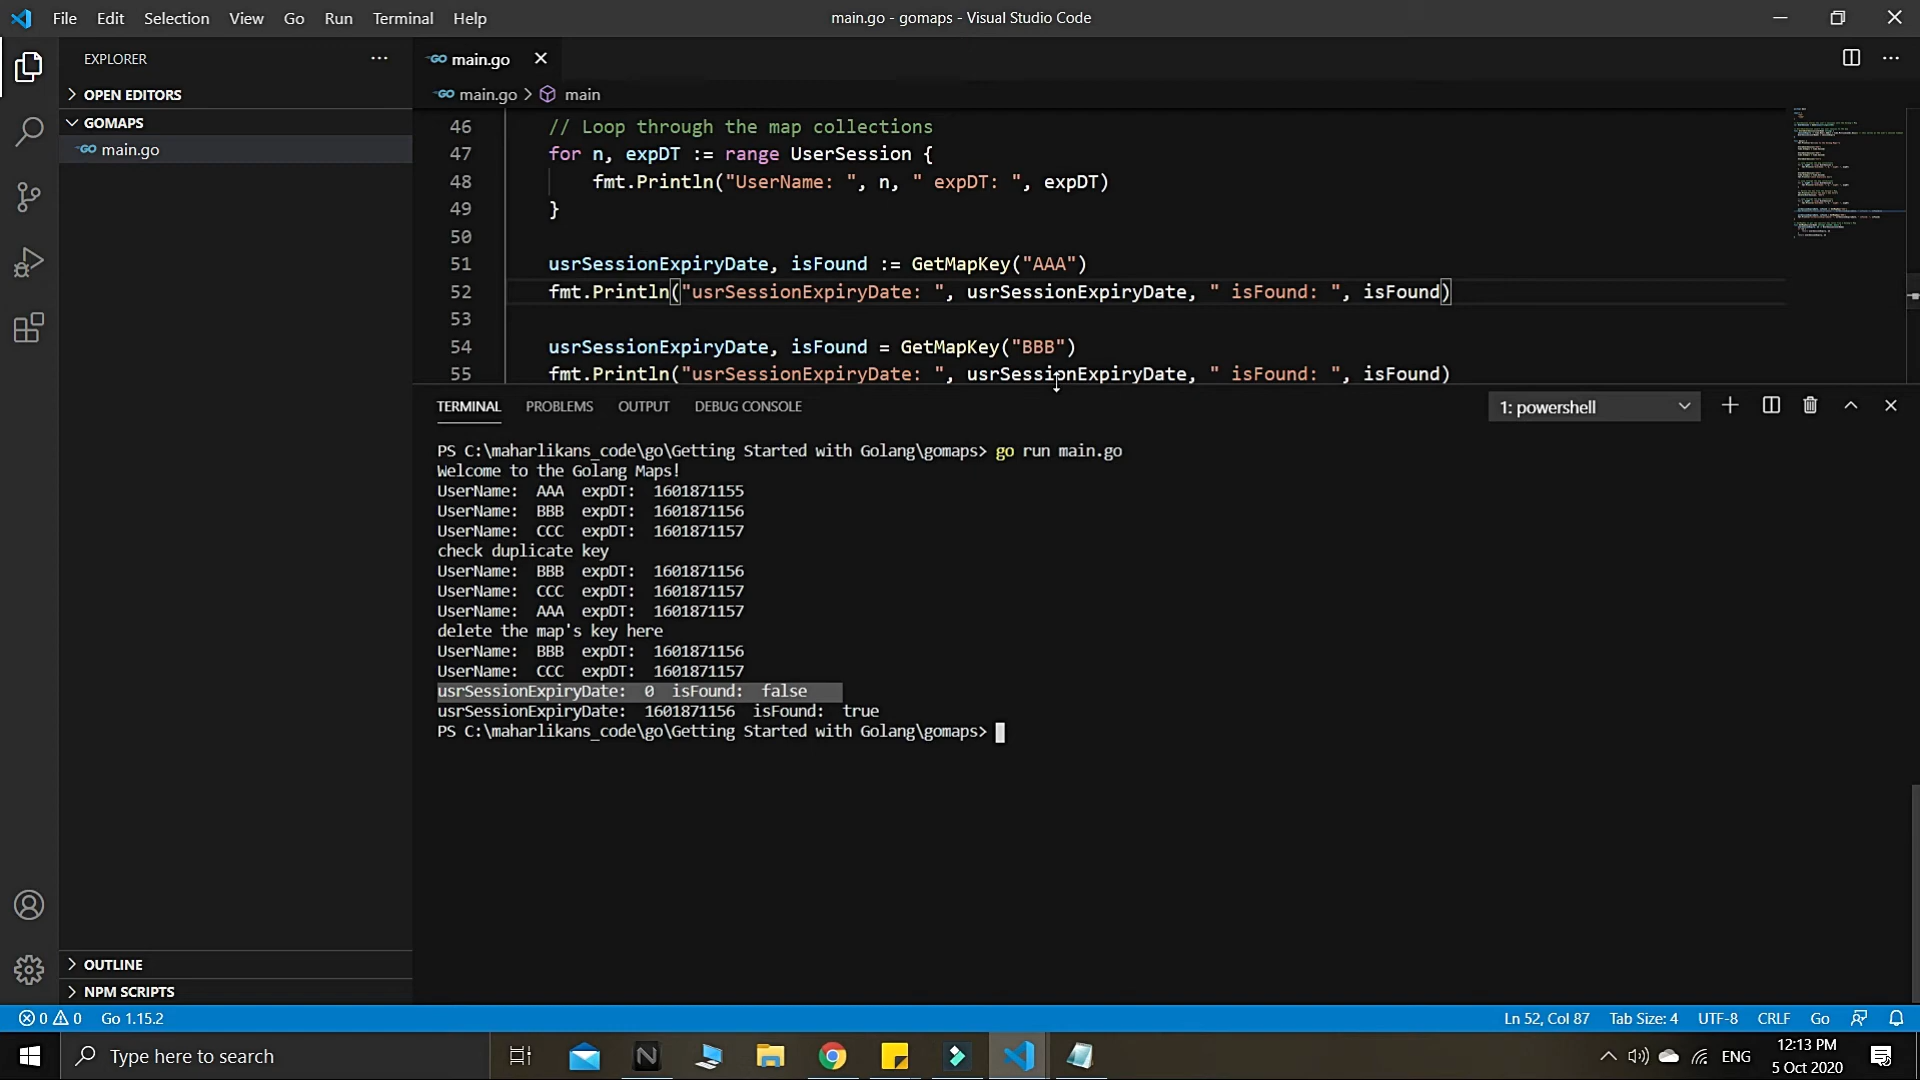 File Edit Selection View Go Run Terminal Help
main.go - gomaps - Visual Studio Code
EXPLORER
OPEN EDITORS
GOMAPS
main.go
OUTLINE
NPM SCRIPTS
main.go
main.go > main
46 // Loop through the map collections
47 for n, expDT := range UserSession {
48 fmt.Println("UserName: ", n, " expDT: ", expDT)
49 }
50
51 usrSessionExpiryDate, isFound := GetMapKey("AAA")
52 fmt.Println("usrSessionExpiryDate: ", usrSessionExpiryDate, " isFound: ", isFound)
53
54 usrSessionExpiryDate, isFound = GetMapKey("BBB")
55 fmt.Println("usrSessionExpiryDate: ", usrSessionExpiryDate, " isFound: ", isFound)
TERMINAL PROBLEMS OUTPUT DEBUG CONSOLE
1: powershell
PS C:\maharlikans_code\go\Getting Started with Golang\gomaps> go run main.go
Welcome to the Golang Maps!
UserName:  AAA  expDT:  1601871155
UserName:  BBB  expDT:  1601871156
UserName:  CCC  expDT:  1601871157
check duplicate key
UserName:  BBB  expDT:  1601871156
UserName:  CCC  expDT:  1601871157
UserName:  AAA  expDT:  1601871157
delete the map's key here
UserName:  BBB  expDT:  1601871156
UserName:  CCC  expDT:  1601871157
usrSessionExpiryDate:  0  isFound:  false
usrSessionExpiryDate:  1601871156  isFound:  true
PS C:\maharlikans_code\go\Getting Started with Golang\gomaps>
0 0 Go 1.15.2
Ln 52, Col 87 Tab Size: 4 UTF-8 CRLF Go
Type here to search
ENG
12:13 PM
5 Oct 2020